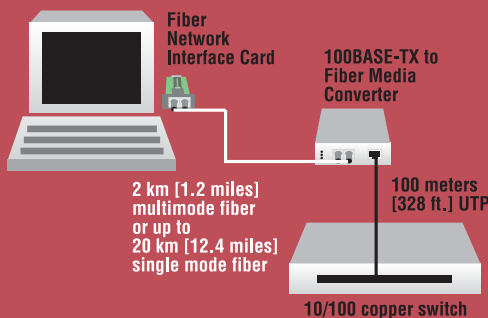 Fiber
Network
Interface Card
100BASE-TX to
Fiber Media
Converter
2 km [1.2 miles]
multimode fiber
or up to
20 km [12.4 miles]
single mode fiber
100 meters
[328 ft.] UTP
10/100 copper switch